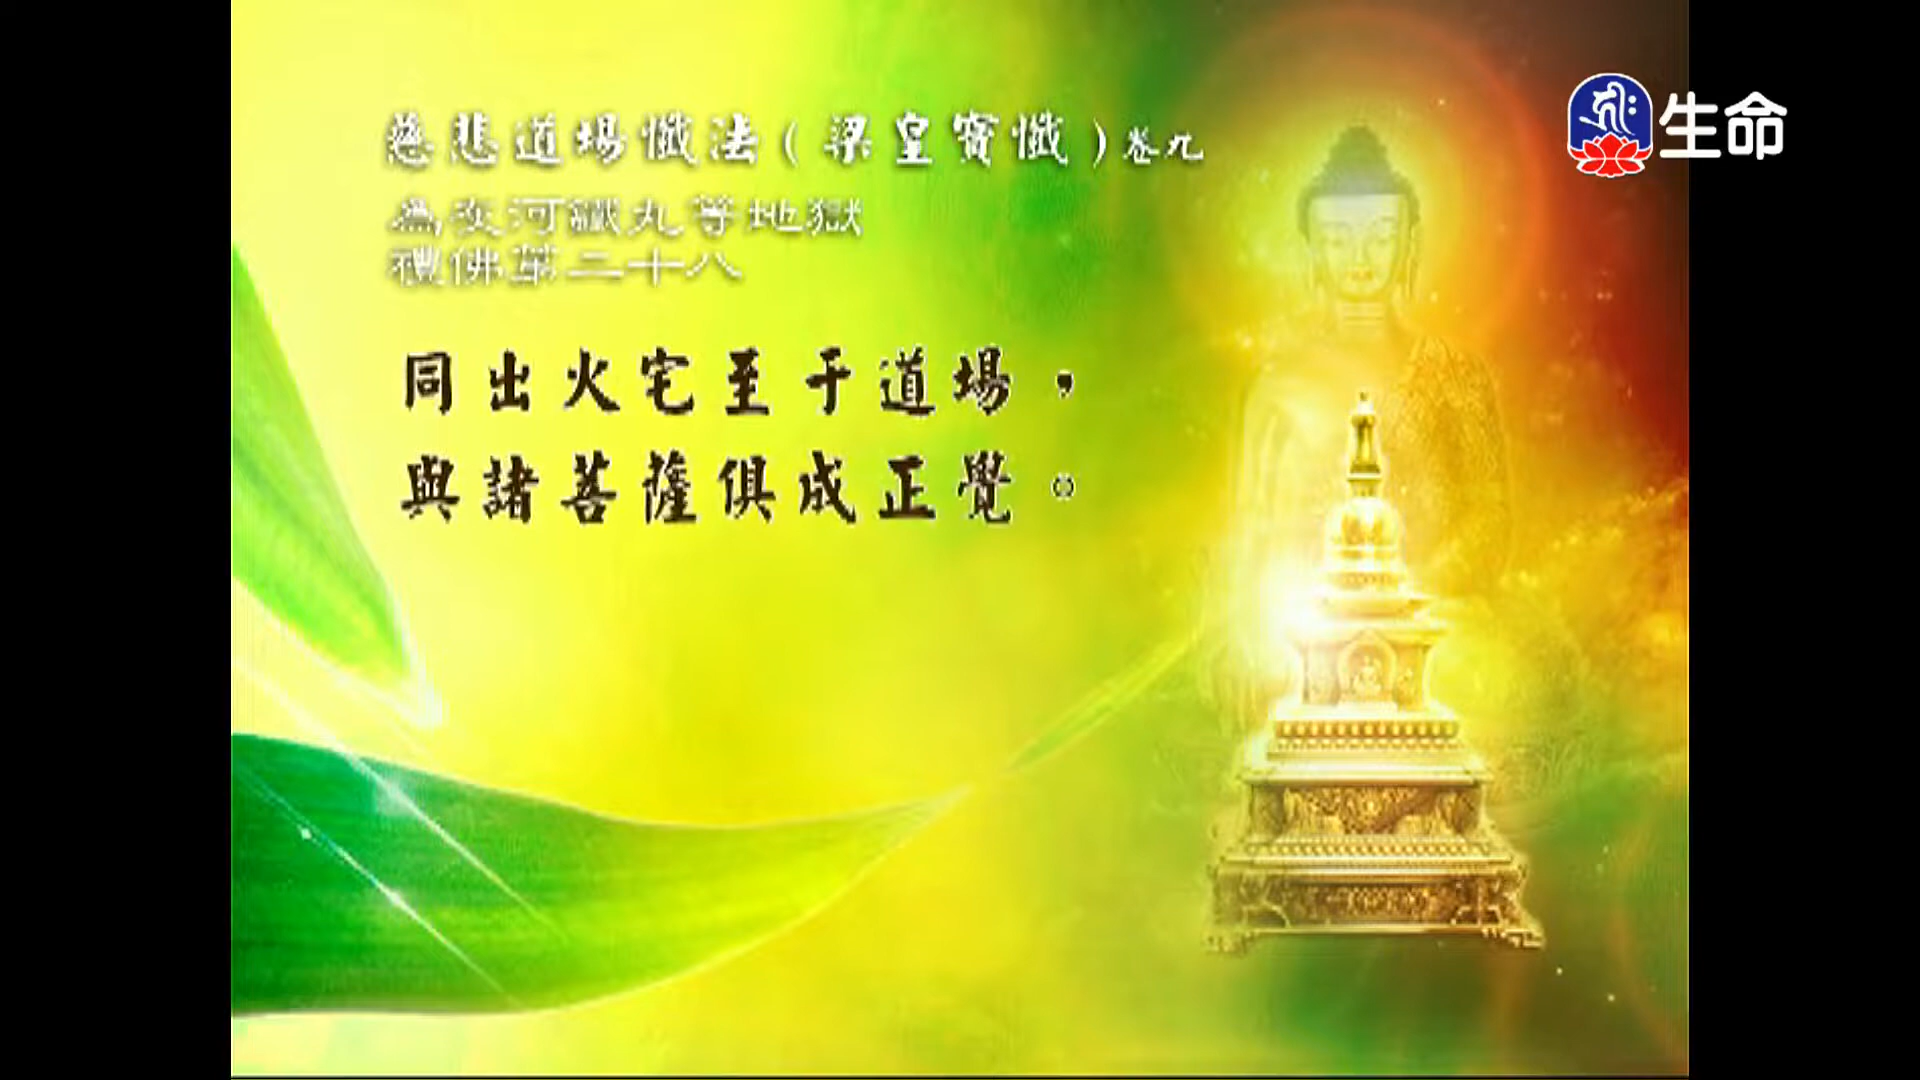 慈悲道場懺法(梁皇寶懺)卷九
為灰河鐵丸等地獄
禮佛第二十八
同出火宅至于道場,
與諸菩薩俱成正覺。
生命